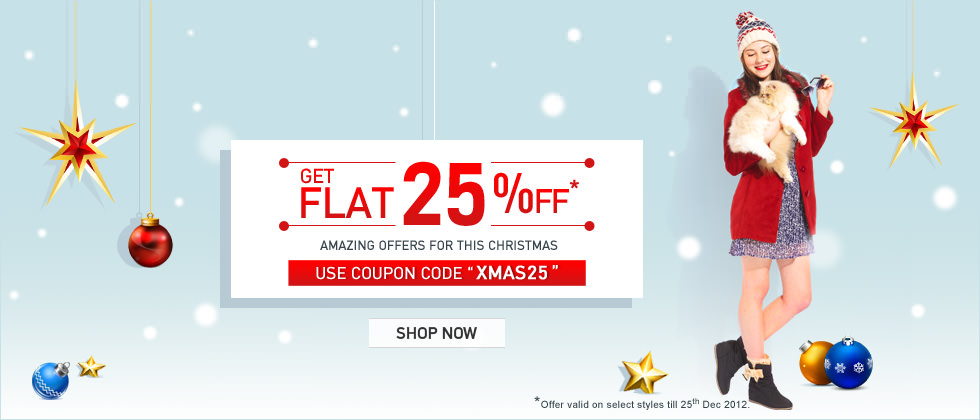 GET
FLAT 25%OFF*
AMAZING OFFERS FOR THIS CHRISTMAS
USE COUPON CODE “XMAS25”
SHOP NOW
*Offer valid on select styles till 25th Dec 2012.